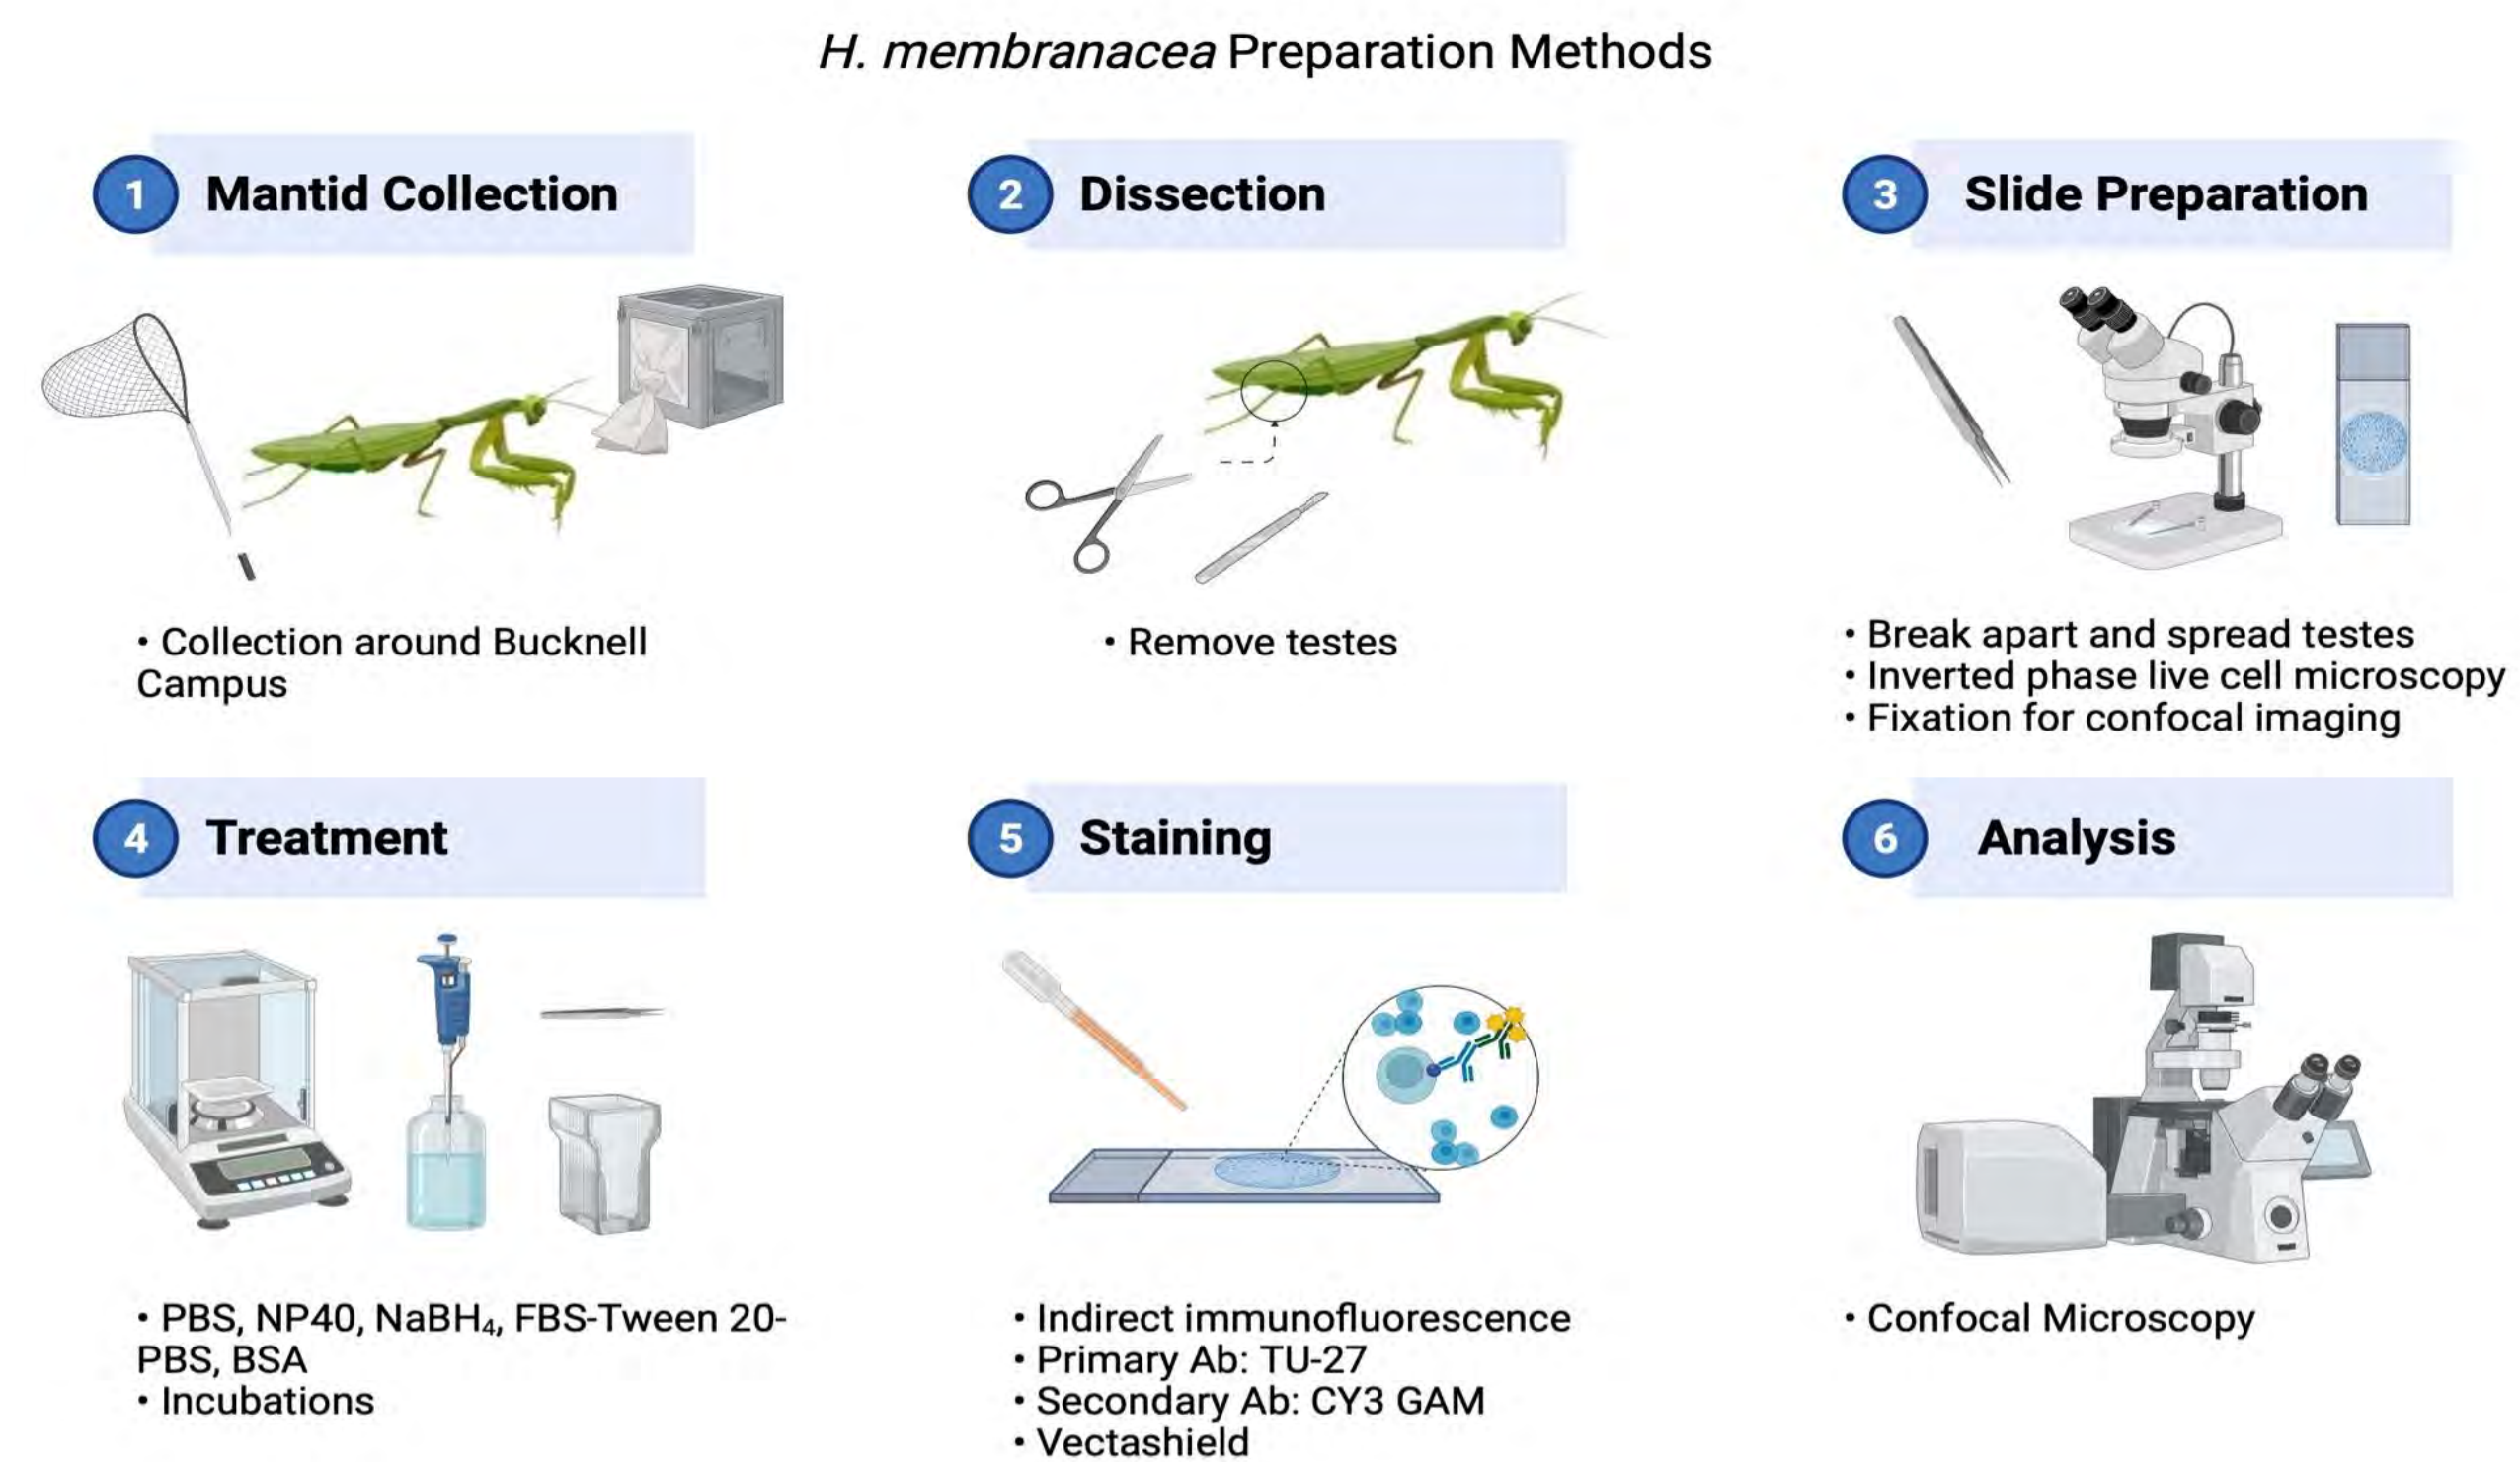 H. membranacea Preparation Methods
1 Mantid Collection
• Collection around Bucknell
Campus
2 Dissection
• Remove testes
3 Slide Preparation
• Break apart and spread testes
• Inverted phase live cell microscopy
• Fixation for confocal imaging
4 Treatment
• PBS, NP40, NaBH₄, FBS-Tween 20-
PBS, BSA
• Incubations
5 Staining
• Indirect immunofluorescence
• Primary Ab: TU-27
• Secondary Ab: CY3 GAM
• Vectashield
6 Analysis
• Confocal Microscopy